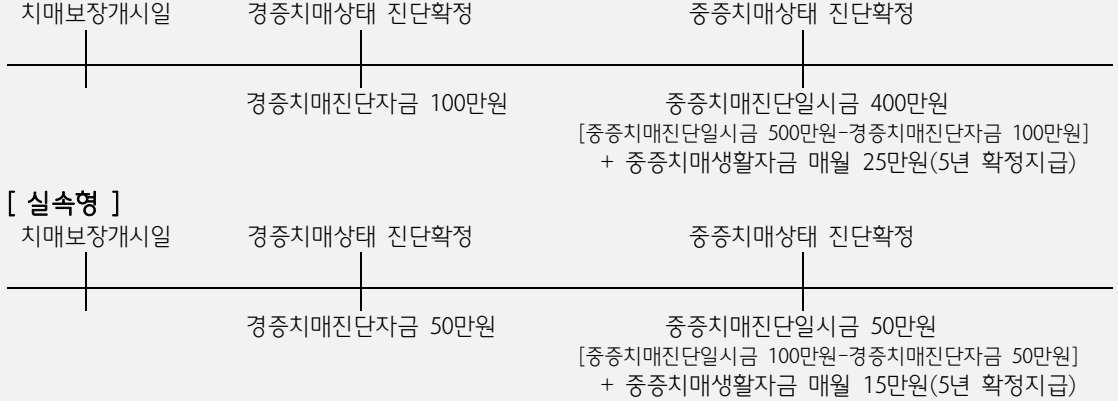 치매보장개시일 경증치매상태 진단확정 중증치매상태 진단확정
경증치매진단자금 100만원 중증치매진단일시금 400만원
[중증치매진단일시금 500만원-경증치매진단자금 100만원]
+ 중증치매생활자금 매월 25만원(5년 확정지급)
[ 실속형 ]
치매보장개시일 경증치매상태 진단확정 중증치매상태 진단확정
경증치매진단자금 50만원 중증치매진단일시금 50만원
[중증치매진단일시금 100만원-경증치매진단자금 50만원]
+ 중증치매생활자금 매월 15만원(5년 확정지급)